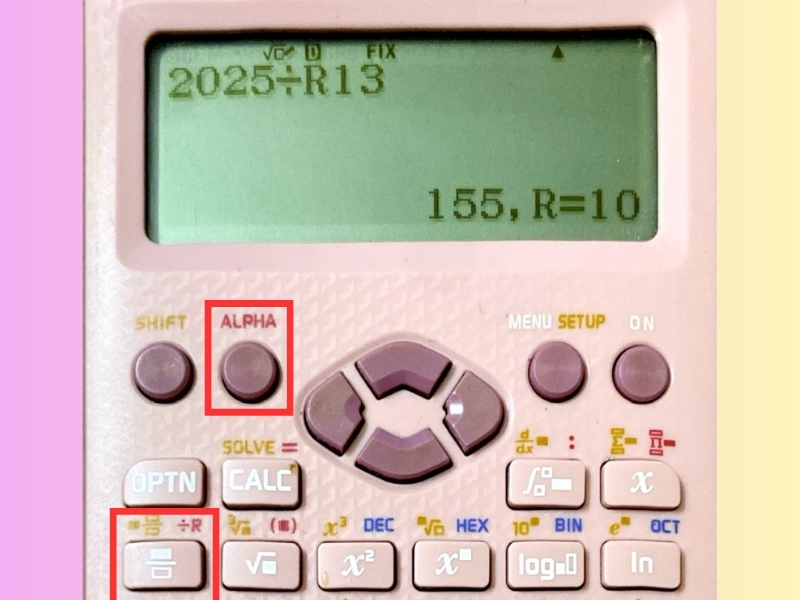 √▱ D FIX ▲
2025÷R13
155,R=10
SHIFT ALPHA MENU SETUP ON
SOLVE = d/dx■ : Σ▯- Π▯-
OPTN CALC ∫▯■ x
■▯/▯ ÷R ³√■ (■) x³ DEC ■√▯ HEX 10■ BIN e■ OCT
▯/▯ √■ x² x■ log■▯ ln